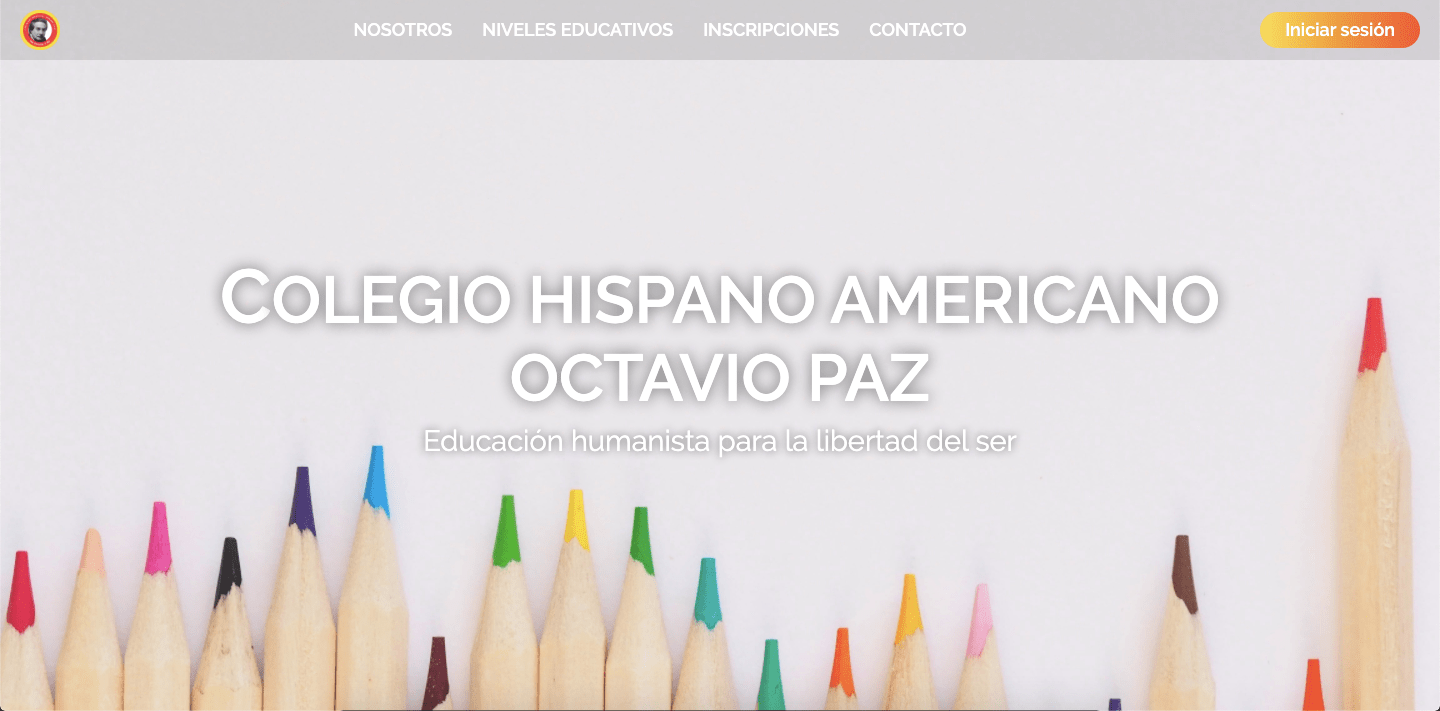 NOSOTROS NIVELES EDUCATIVOS INSCRIPCIONES CONTACTO Iniciar sesión
COLEGIO HISPANO AMERICANO
OCTAVIO PAZ
Educación humanista para la libertad del ser